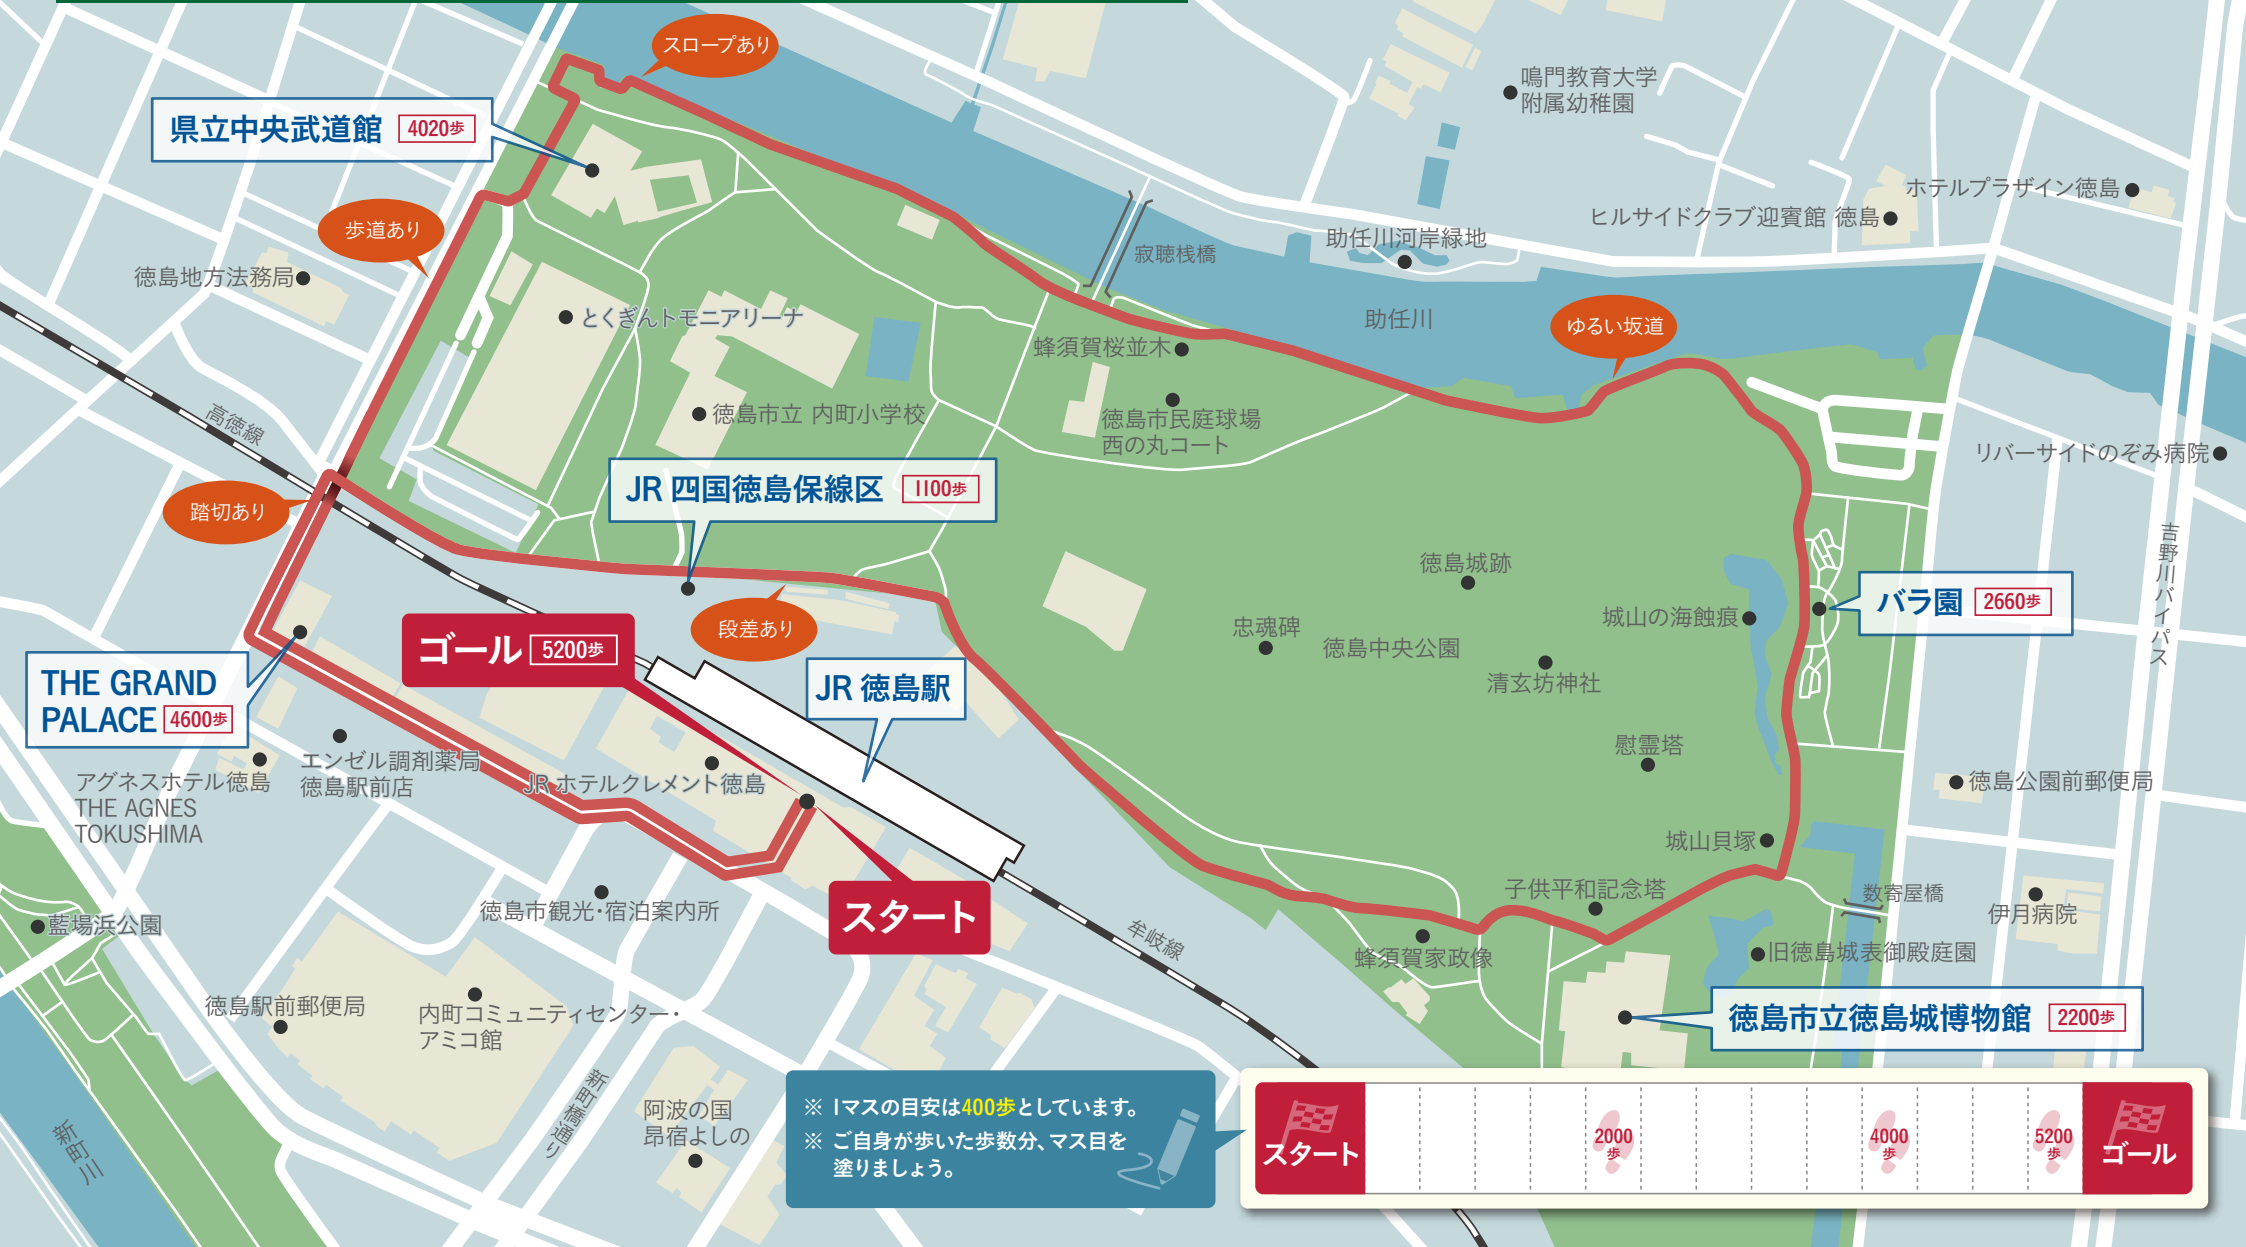 スロープあり
鳴門教育大学
附属幼稚園
県立中央武道館 4020歩
ホテルプラザイン徳島
ヒルサイドクラブ迎賓館 徳島
歩道あり
助任川河岸緑地
寂聴桟橋
徳島地方法務局
とくぎんトモニアリーナ
助任川
ゆるい坂道
蜂須賀桜並木
高徳線
徳島市立 内町小学校
徳島市民庭球場
西の丸コート
リバーサイドのぞみ病院
JR 四国徳島保線区 1100歩
踏切あり
吉野川バイパス
徳島城跡
バラ園 2660歩
城山の海蝕痕
段差あり
忠魂碑
徳島中央公園
ゴール 5200歩
清玄坊神社
JR 徳島駅
THE GRAND
PALACE 4600歩
慰霊塔
エンゼル調剤薬局
徳島駅前店
JR ホテルクレメント徳島
アグネスホテル徳島
THE AGNES
TOKUSHIMA
徳島公園前郵便局
城山貝塚
子供平和記念塔
数寄屋橋
伊月病院
徳島市観光・宿泊案内所
スタート
藍場浜公園
牟岐線
蜂須賀家政像
旧徳島城表御殿庭園
徳島駅前郵便局
内町コミュニティセンター・
アミコ館
徳島市立徳島城博物館 2200歩
新町橋通り
阿波の国
昴宿よしの
新町川
※ 1マスの目安は400歩としています。
※ ご自身が歩いた歩数分、マス目を
塗りましょう。
スタート
2000
歩
4000
歩
5200
歩
ゴール